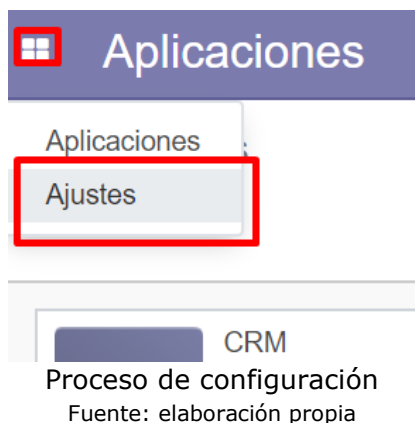 Aplicaciones
Aplicaciones
Ajustes
CRM
Proceso de configuración
Fuente: elaboración propia